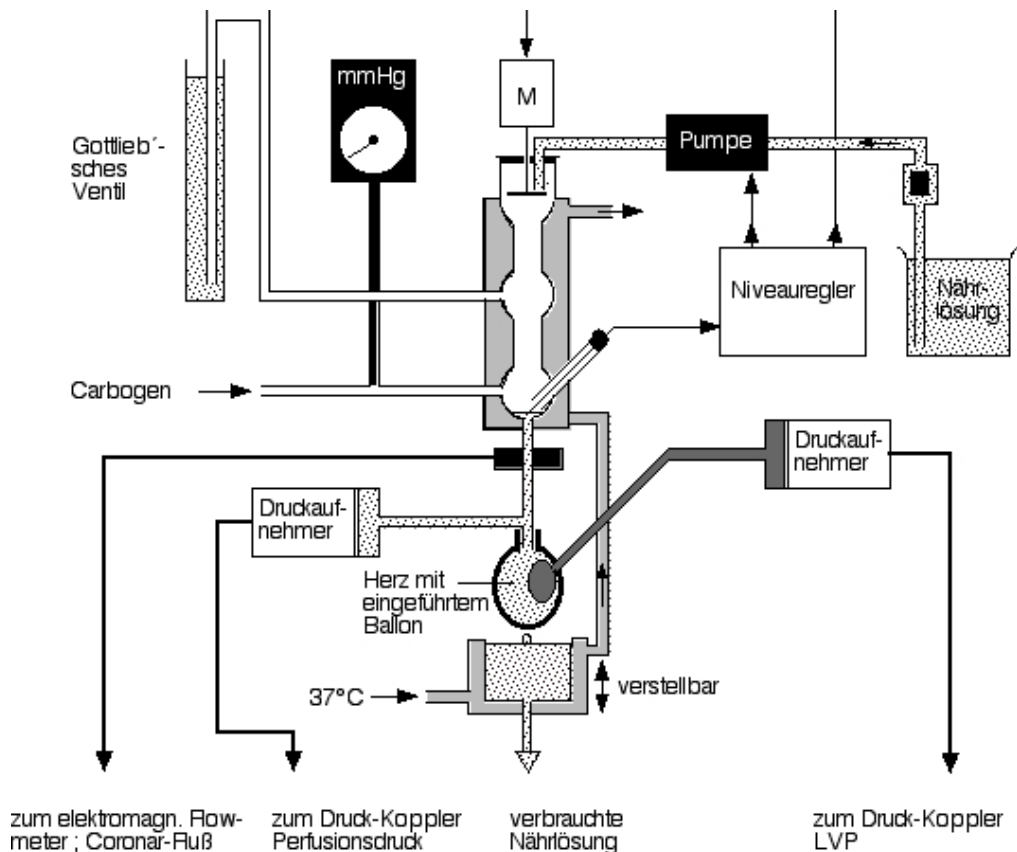 mmHg
M
Pumpe
Gottlieb´-
sches
Ventil
Niveauregler
Nähr-
lösung
Carbogen
Druckauf-
nehmer
Druckauf-
nehmer
Herz mit
eingeführtem
Ballon
37°C
verstellbar
zum elektromagn. Flow-
meter ; Coronar-Fluß
zum Druck-Koppler
Perfusionsdruck
verbrauchte
Nährlösung
zum Druck-Koppler
LVP